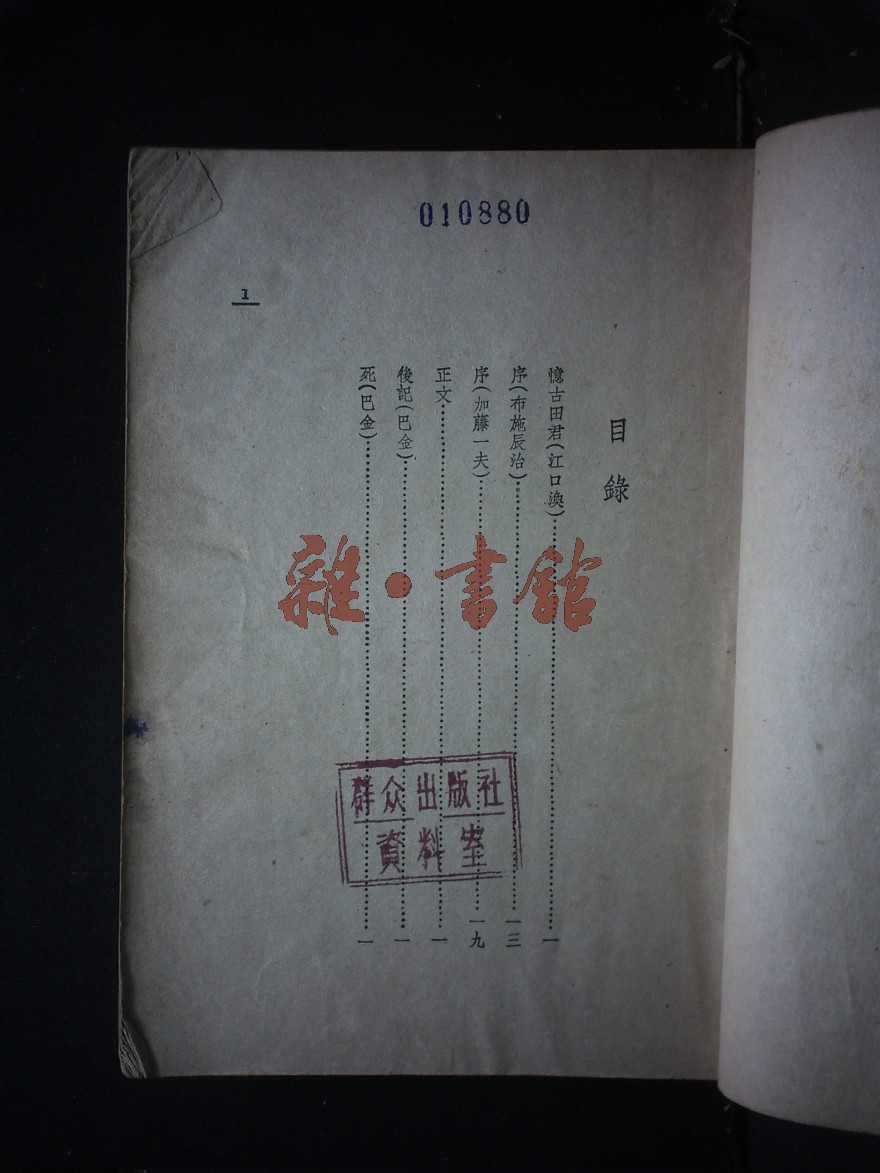 010880
目錄
憶古田君(江口渙)……一
序(布施辰治)……一三
序(加藤一夫)……一九
正文……一
後記(巴金)……一
死(巴金)……一
1
雜·書館
群众出版社
資料室